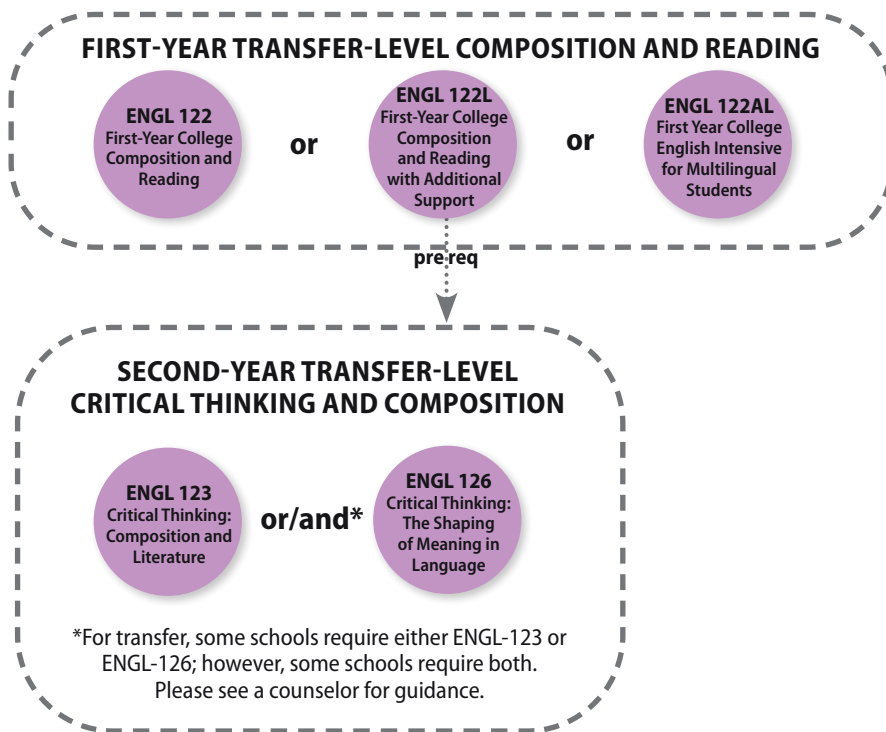 FIRST-YEAR TRANSFER-LEVEL COMPOSITION AND READING
ENGL 122
First-Year College
Composition and
Reading
or
ENGL 122L
First-Year College
Composition
and Reading
with Additional
Support
or
ENGL 122AL
First Year College
English Intensive
for Multilingual
Students
pre req
SECOND-YEAR TRANSFER-LEVEL
CRITICAL THINKING AND COMPOSITION
ENGL 123
Critical Thinking:
Composition and
Literature
or/and*
ENGL 126
Critical Thinking:
The Shaping
of Meaning in
Language
*For transfer, some schools require either ENGL-123 or
ENGL-126; however, some schools require both.
Please see a counselor for guidance.